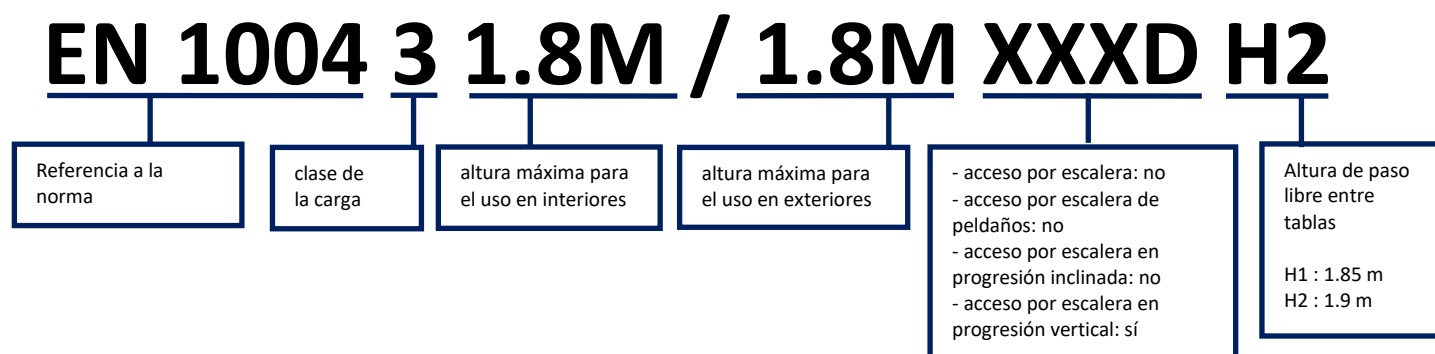 EN 1004 3 1.8M / 1.8M XXXD H2
Referencia a la
norma
clase de
la carga
altura máxima para
el uso en interiores
altura máxima para
el uso en exteriores
- acceso por escalera: no
- acceso por escalera de
peldaños: no
- acceso por escalera en
progresión inclinada: no
- acceso por escalera en
progresión vertical: sí
Altura de paso
libre entre
tablas
H1 : 1.85 m
H2 : 1.9 m